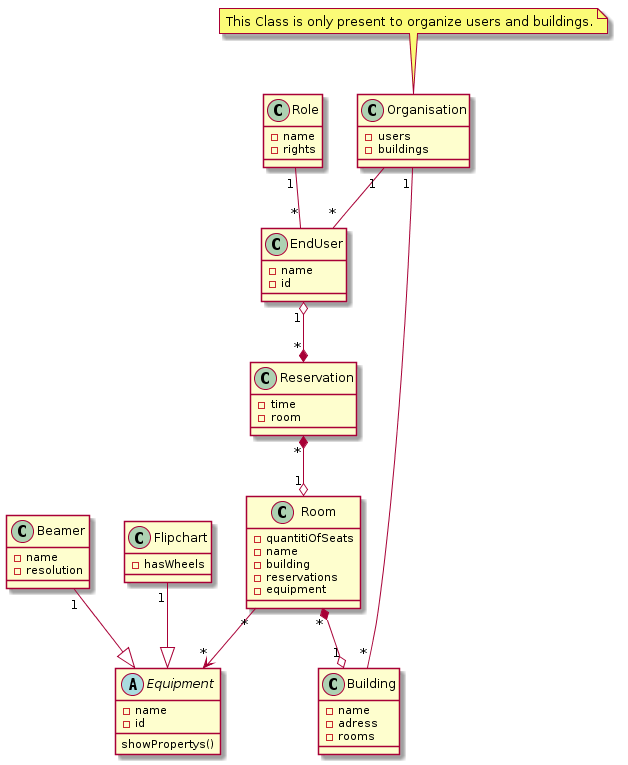 This Class is only present to organize users and buildings.
C Role
name
rights
C Organisation
users
buildings
1
1
1
*
*
C EndUser
name
id
1
*
C Reservation
time
room
*
1
C Beamer
name
resolution
C Flipchart
hasWheels
C Room
quantitiOfSeats
name
building
reservations
equipment
1
1
*
*
*
1
*
A Equipment
name
id
showPropertys()
C Building
name
adress
rooms